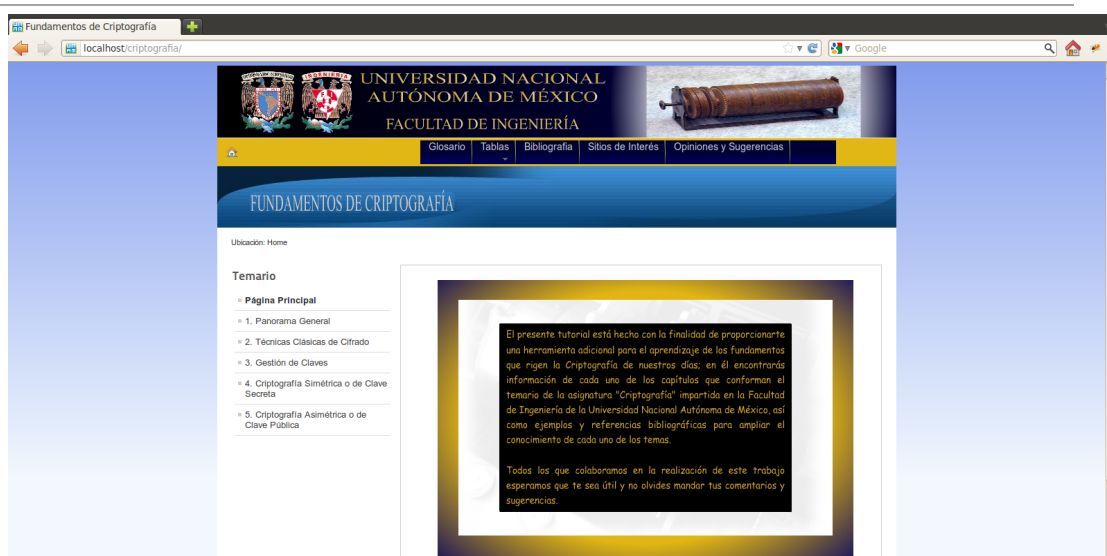 Fundamentos de Criptografía
localhost/criptografia/
Google
UNIVERSIDAD NACIONAL
AUTÓNOMA DE MÉXICO
FACULTAD DE INGENIERÍA
Glosario
Tablas
Bibliografía
Sitios de Interés
Opiniones y Sugerencias
FUNDAMENTOS DE CRIPTOGRAFÍA
Ubicación: Home
Temario
Página Principal
1. Panorama General
2. Técnicas Clásicas de Cifrado
3. Gestión de Claves
4. Criptografía Simétrica o de Clave
Secreta
5. Criptografía Asimétrica o de
Clave Pública
El presente tutorial está hecho con la finalidad de proporcionarte
una herramienta adicional para el aprendizaje de los fundamentos
que rigen la Criptografía de nuestros días; en él encontrarás
información de cada uno de los capítulos que conforman el
temario de la asignatura "Criptografía" impartida en la Facultad
de Ingeniería de la Universidad Nacional Autónoma de México, así
como ejemplos y referencias bibliográficas para ampliar el
conocimiento de cada uno de los temas.
Todos los que colaboramos en la realización de este trabajo
esperamos que te sea útil y no olvides mandar tus comentarios y
sugerencias.